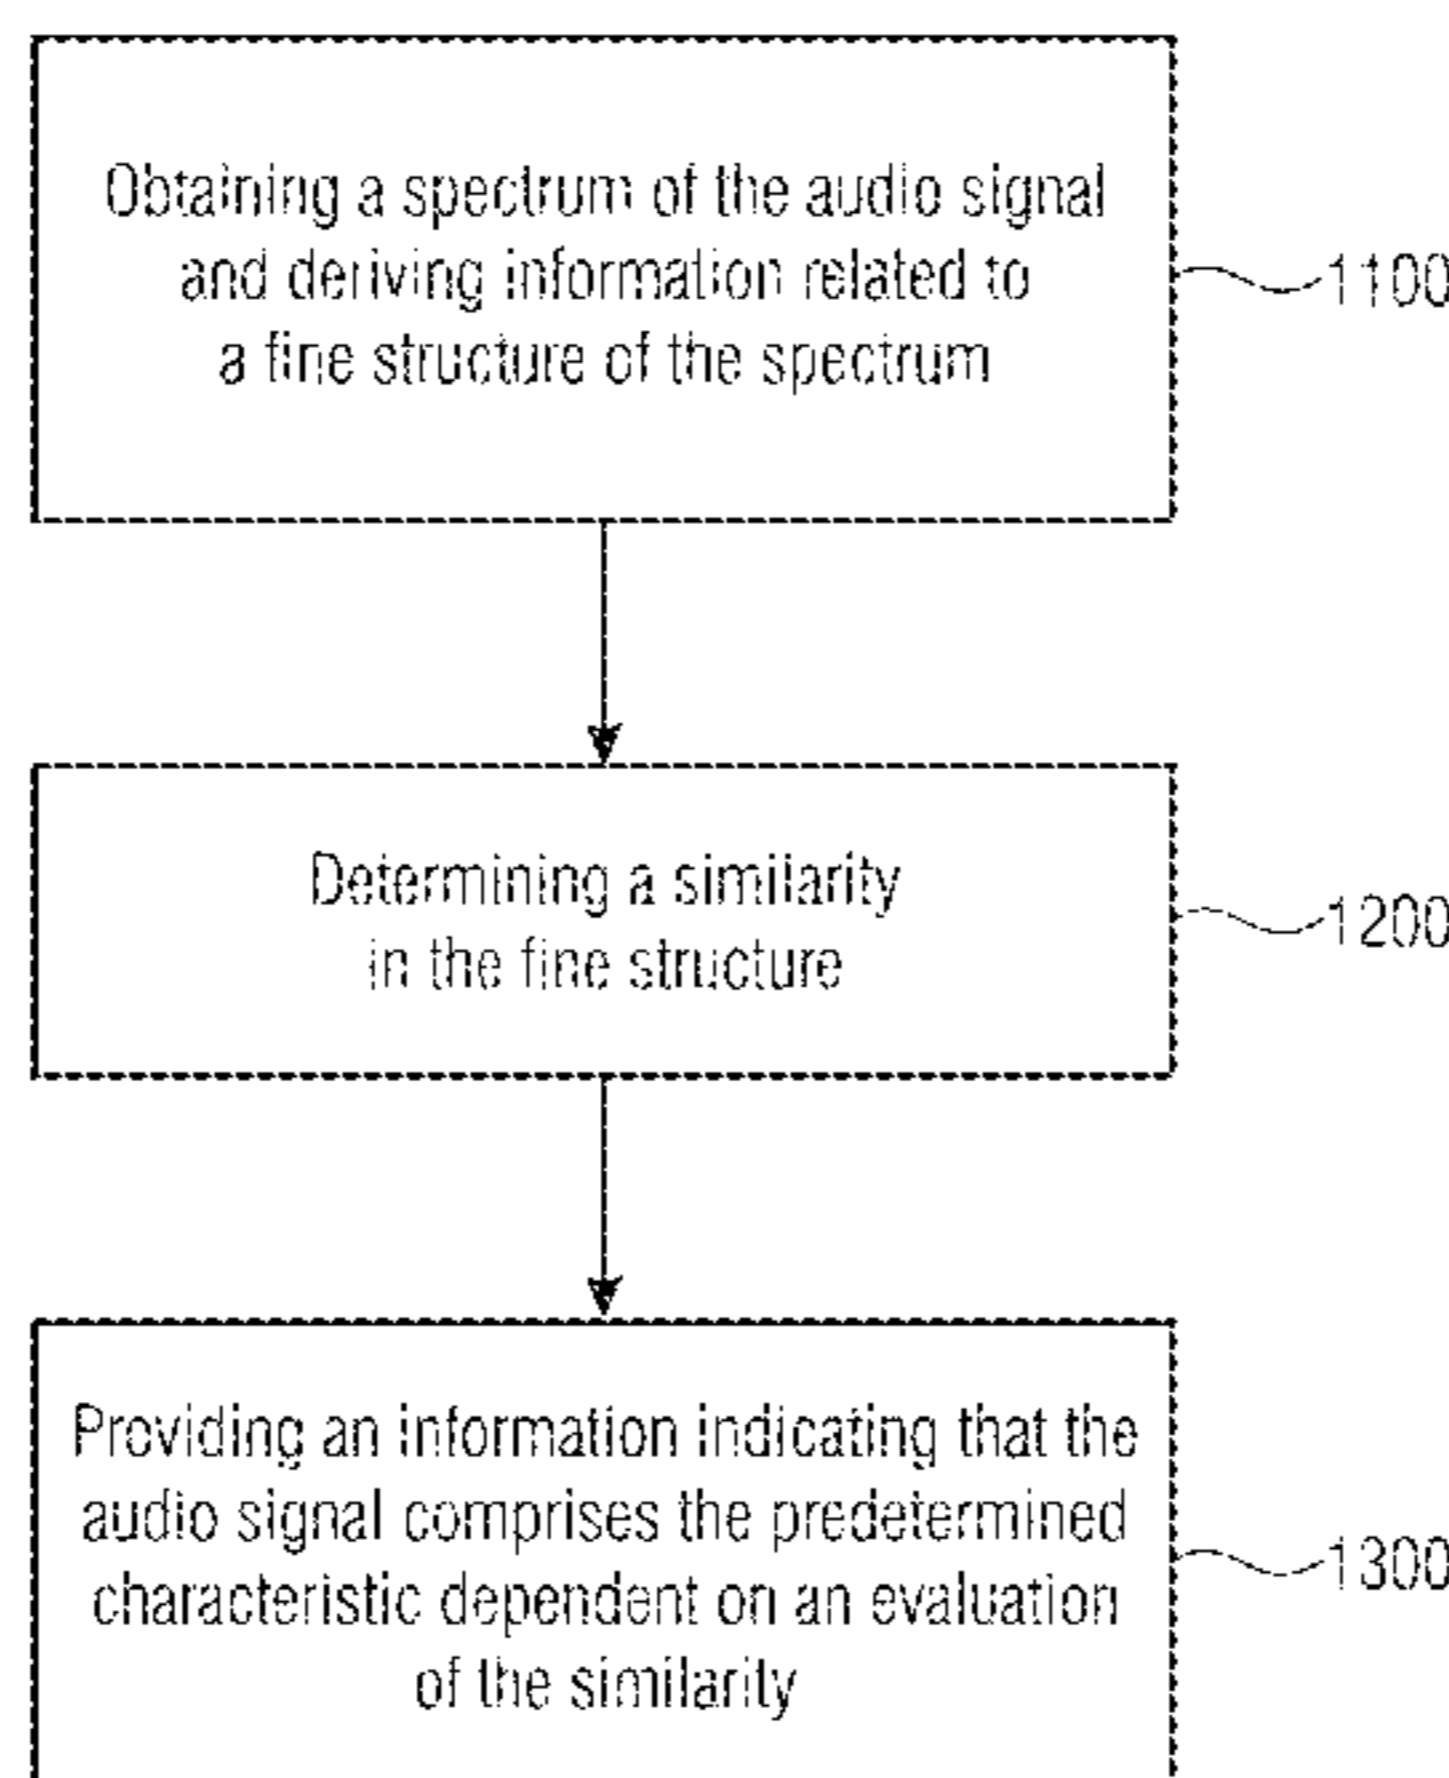 Obtaining a spectrum of the audio signal
and deriving information related to
a fine structure of the spectrum
1100
Determining a similarity
in the fine structure
1200
Providing an information indicating that the
audio signal comprises the predetermined
characteristic dependent on an evaluation
of the similarity
1300